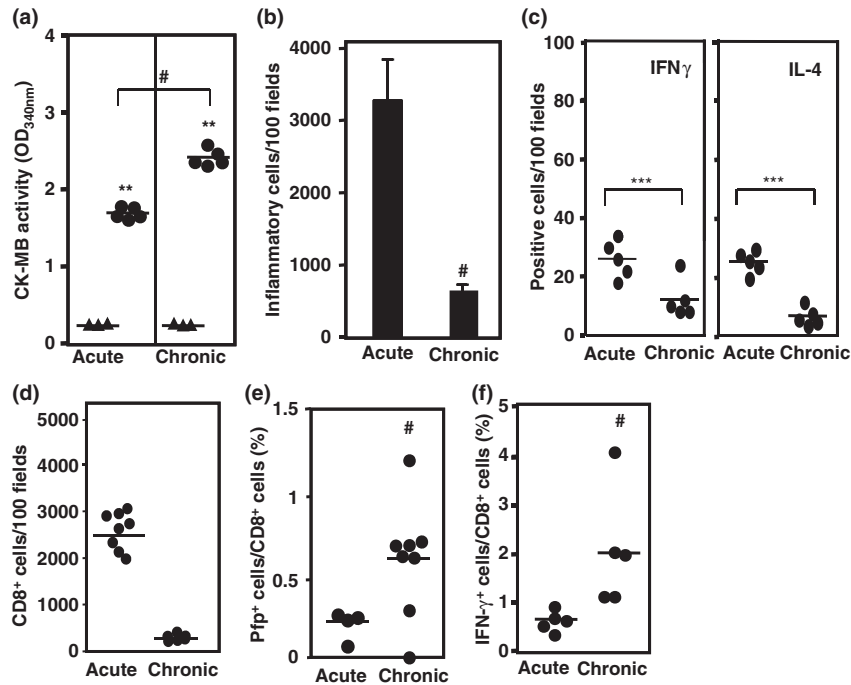 (a)
CK-MB activity (OD340nm)
4
3
2
1
0
#
**
**
Acute
Chronic
(b)
Inflammatory cells/100 fields
4000
3000
2000
1000
0
#
Acute
Chronic
(c)
Positive cells/100 fields
100
80
60
40
20
0
IFNγ
***
Acute
Chronic
IL-4
***
Acute
Chronic
(d)
CD8+ cells/100 fields
5000
4000
3000
2000
1000
0
Acute
Chronic
(e)
Pfp+ cells/CD8+ cells (%)
1.5
1
0.5
0
#
Acute
Chronic
(f)
IFN-γ+ cells/CD8+ cells (%)
5
4
3
2
1
0
#
Acute
Chronic